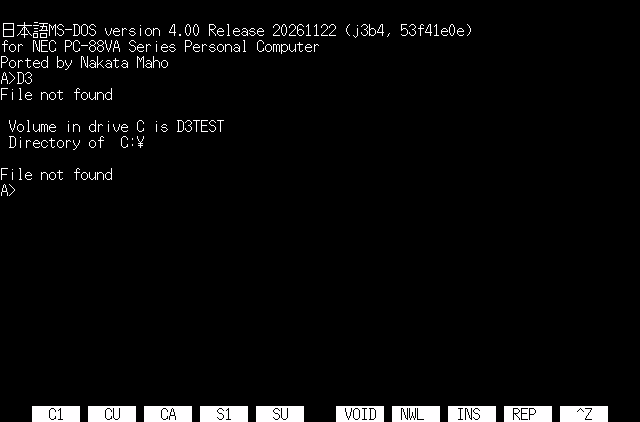 日本語MS-DOS version 4.00 Release 20261122 (j3b4, 53f41e0e)
for NEC PC-88VA Series Personal Computer
Ported by Nakata Maho
A>D3
File not found
Volume in drive C is D3TEST
Directory of  C:¥
File not found
A>
C1 CU CA S1 SU VOID NWL INS REP ^Z